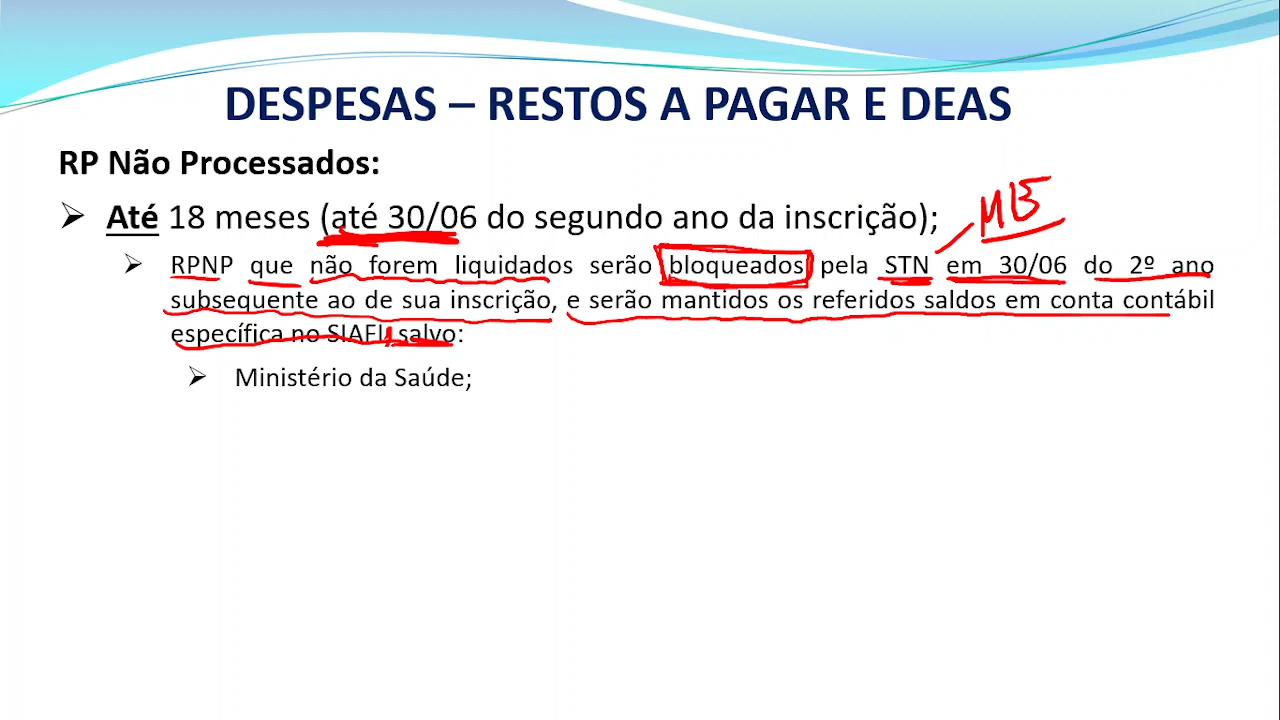 DESPESAS – RESTOS A PAGAR E DEAS
RP Não Processados:
Até 18 meses (até 30/06 do segundo ano da inscrição);
ME
RPNP que não forem liquidados serão bloqueados pela STN em 30/06 do 2º ano
subsequente ao de sua inscrição, e serão mantidos os referidos saldos em conta contábil
específica no SIAFI, salvo:
Ministério da Saúde;